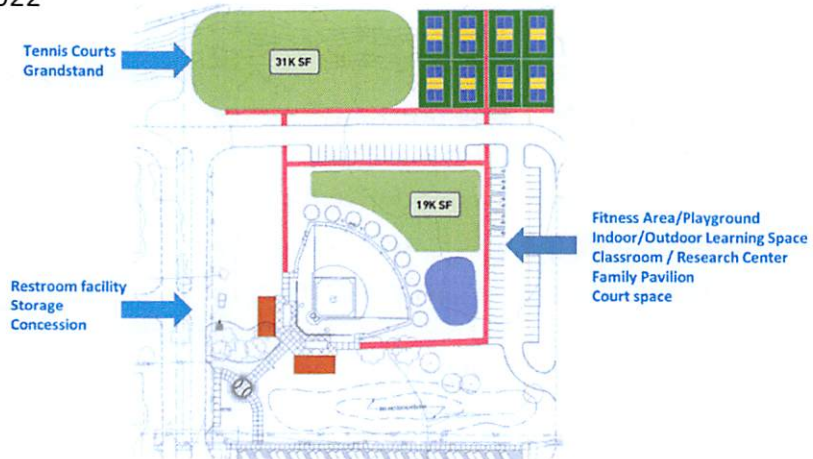 Tennis Courts
Grandstand
31K SF
19K SF
Fitness Area/Playground
Indoor/Outdoor Learning Space
Classroom / Research Center
Family Pavilion
Court space
Restroom facility
Storage
Concession